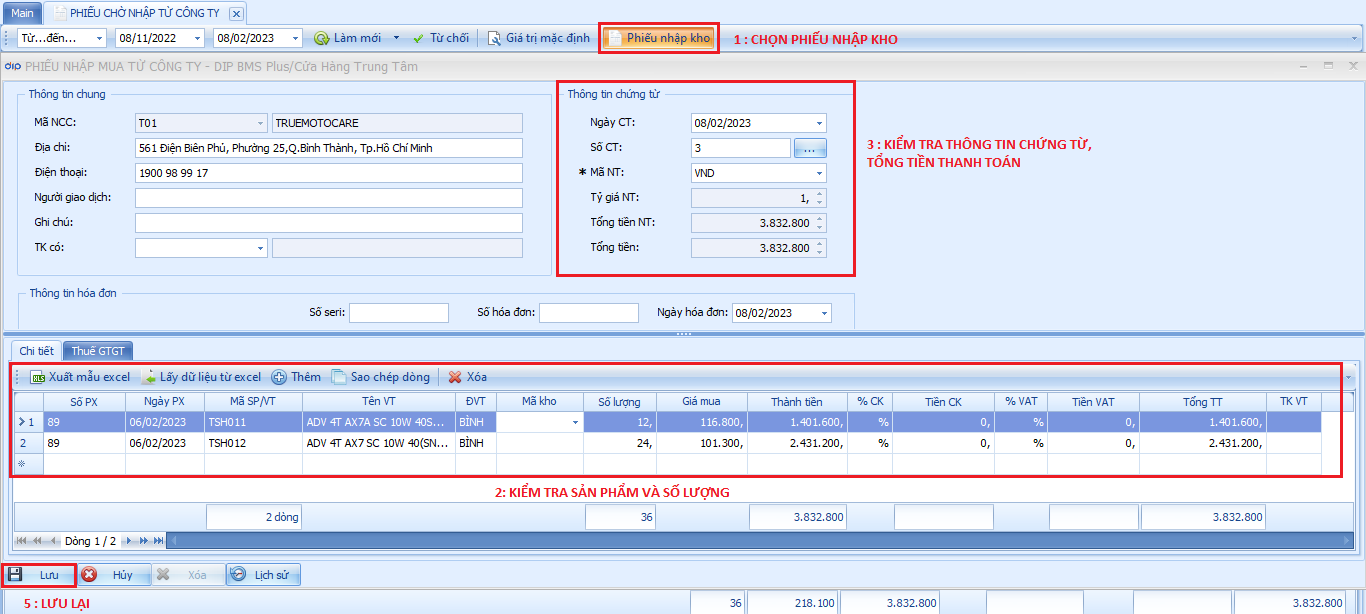 Main PHIẾU CHỜ NHẬP TỪ CÔNG TY
Từ...đến... 08/11/2022 08/02/2023 Làm mới Từ chối Giá trị mặc định Phiếu nhập kho 1 : CHỌN PHIẾU NHẬP KHO
dip PHIẾU NHẬP MUA TỪ CÔNG TY - DIP BMS Plus/Cửa Hàng Trung Tâm
Thông tin chung
Mã NCC: T01 TRUEMOTOCARE
Địa chỉ: 561 Điện Biên Phủ, Phường 25,Q.Bình Thành, Tp.Hồ Chí Minh
Điện thoại: 1900 98 99 17
Người giao dịch:
Ghi chú:
TK có:
Thông tin chứng từ
Ngày CT: 08/02/2023
Số CT: 3 ...
* Mã NT: VND
Tỷ giá NT: 1,
Tổng tiền NT: 3.832.800
Tổng tiền: 3.832.800
3 : KIỂM TRA THÔNG TIN CHỨNG TỪ,
TỔNG TIỀN THANH TOÁN
Thông tin hóa đơn
Số seri: Số hóa đơn: Ngày hóa đơn: 08/02/2023
Chi tiết Thuế GTGT
Xuất mẫu excel Lấy dữ liệu từ excel Thêm Sao chép dòng Xóa
Số PX Ngày PX Mã SP/VT Tên VT ĐVT Mã kho Số lượng Giá mua Thành tiền % CK Tiền CK % VAT Tiền VAT Tổng TT TK VT
1 89 06/02/2023 TSH011 ADV 4T AX7A SC 10W 40S... BÌNH 12, 116.800, 1.401.600, % 0, % 0, 1.401.600,
2 89 06/02/2023 TSH012 ADV 4T AX7 SC 10W 40(SN... BÌNH 24, 101.300, 2.431.200, % 0, % 0, 2.431.200,
2: KIỂM TRA SẢN PHẨM VÀ SỐ LƯỢNG
2 dòng 36 3.832.800 3.832.800
Dòng 1 / 2
Lưu Hủy Xóa Lịch sử
5 : LƯU LẠI 36 218.100 3.832.800 3.832.800